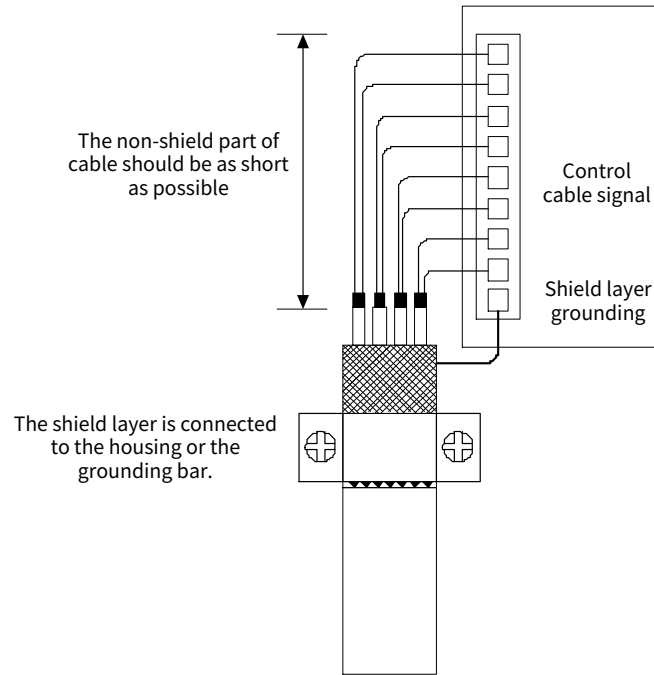 The non-shield part of
cable should be as short
as possible
Control
cable signal
Shield layer
grounding
The shield layer is connected
to the housing or the
grounding bar.